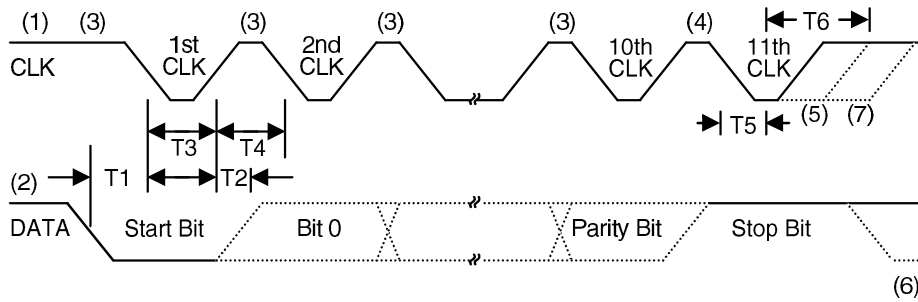 (1) (3) (3) (3) (3) (4) T6
1st CLK 2nd CLK 10th CLK 11th CLK
CLK
(5) (7)
T5
T3 T4
T1 T2
(2)
DATA Start Bit Bit 0 Parity Bit Stop Bit
(6)